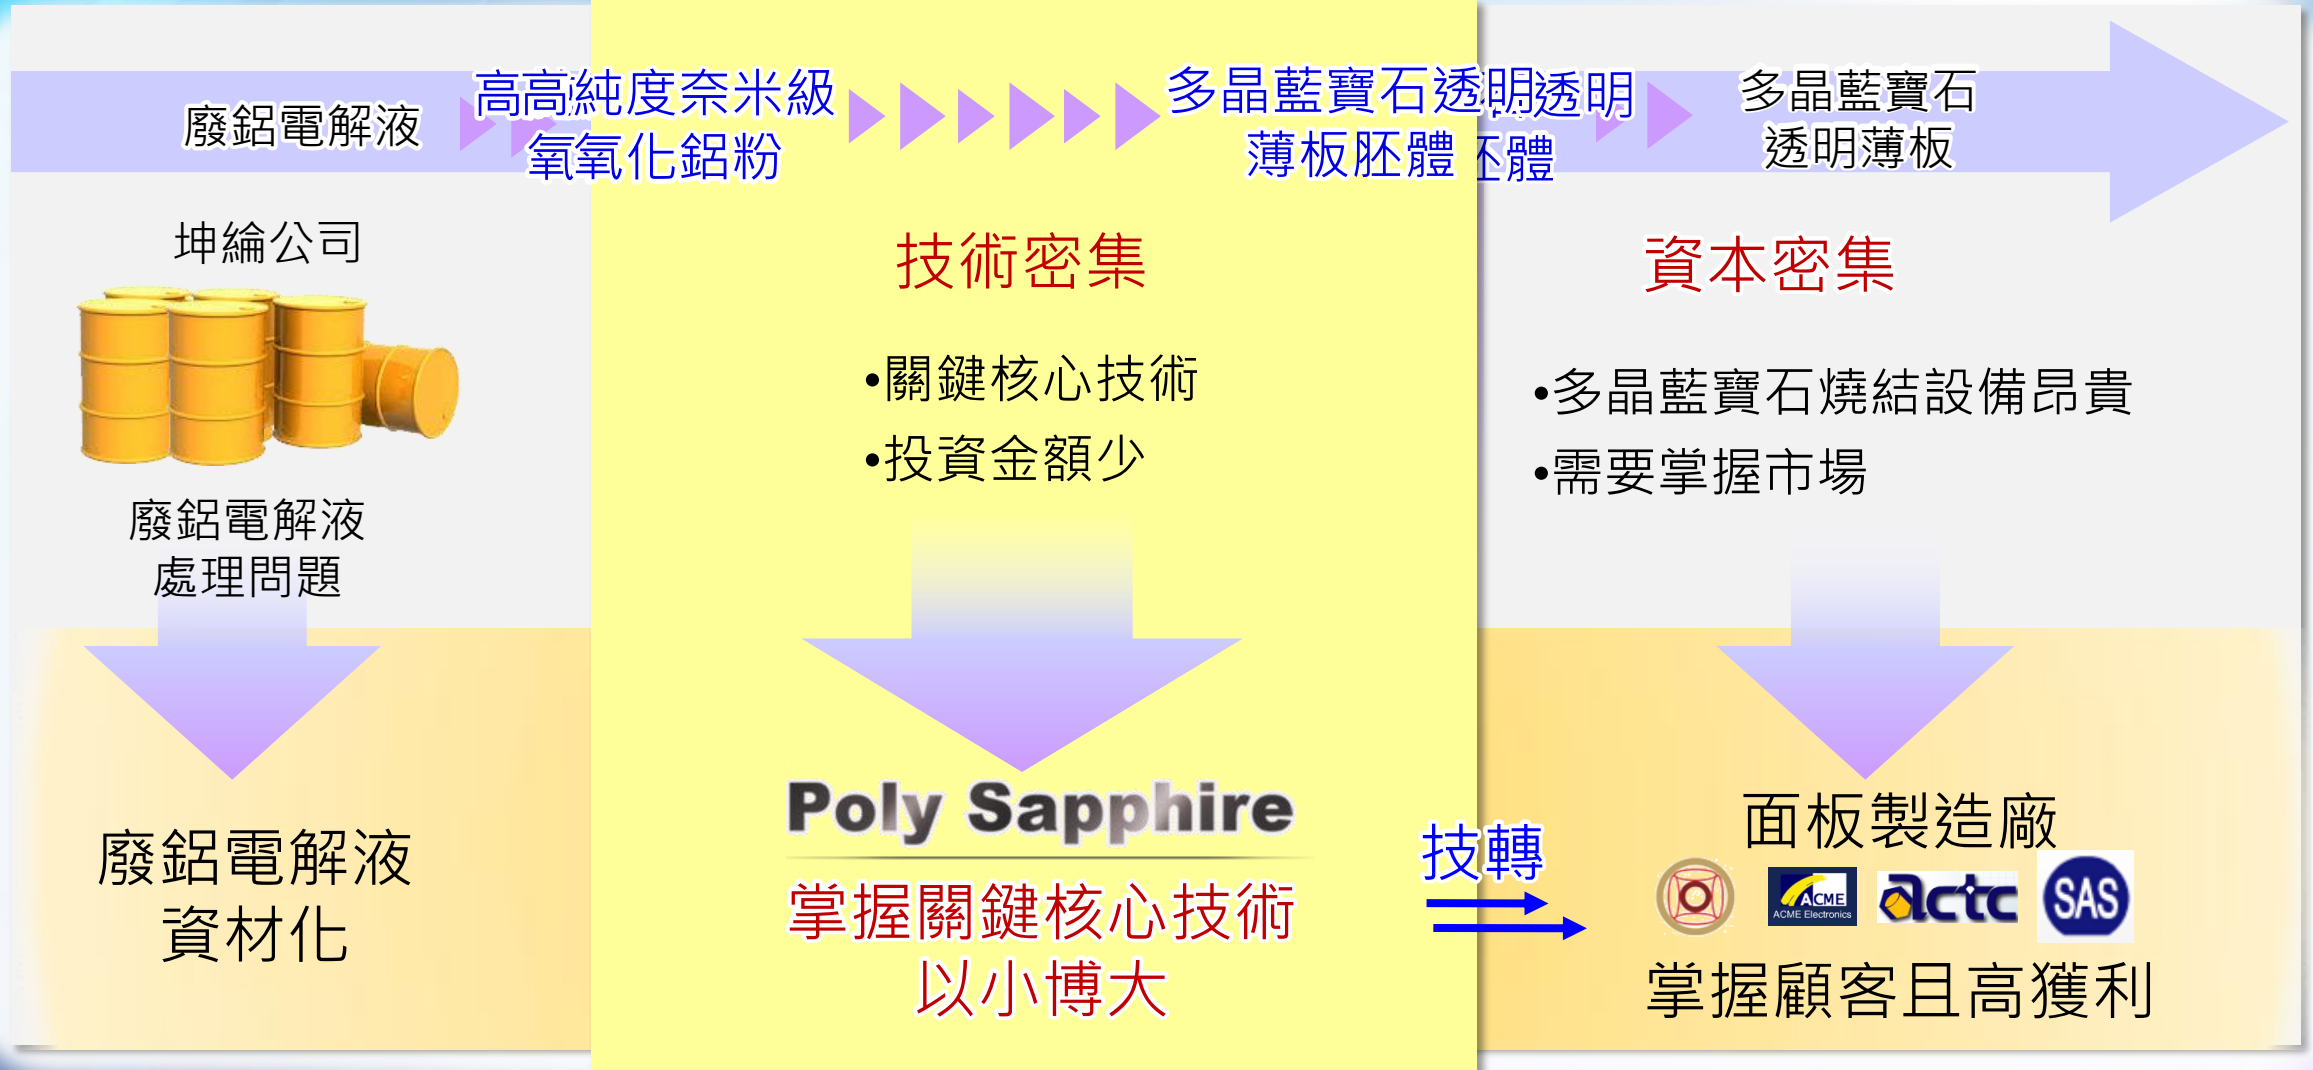 廢鋁電解液
高高純度奈米級
氧氧化鋁粉
多晶藍寶石透明透明
薄板胚體胚體
多晶藍寶石
透明薄板
坤綸公司
廢鋁電解液
處理問題
廢鋁電解液
資材化
技術密集
•關鍵核心技術
•投資金額少
Poly Sapphire
掌握關鍵核心技術
以小博大
技轉
資本密集
•多晶藍寶石燒結設備昂貴
•需要掌握市場
面板製造廠
ACME
ACME Electronics
actc
SAS
掌握顧客且高獲利